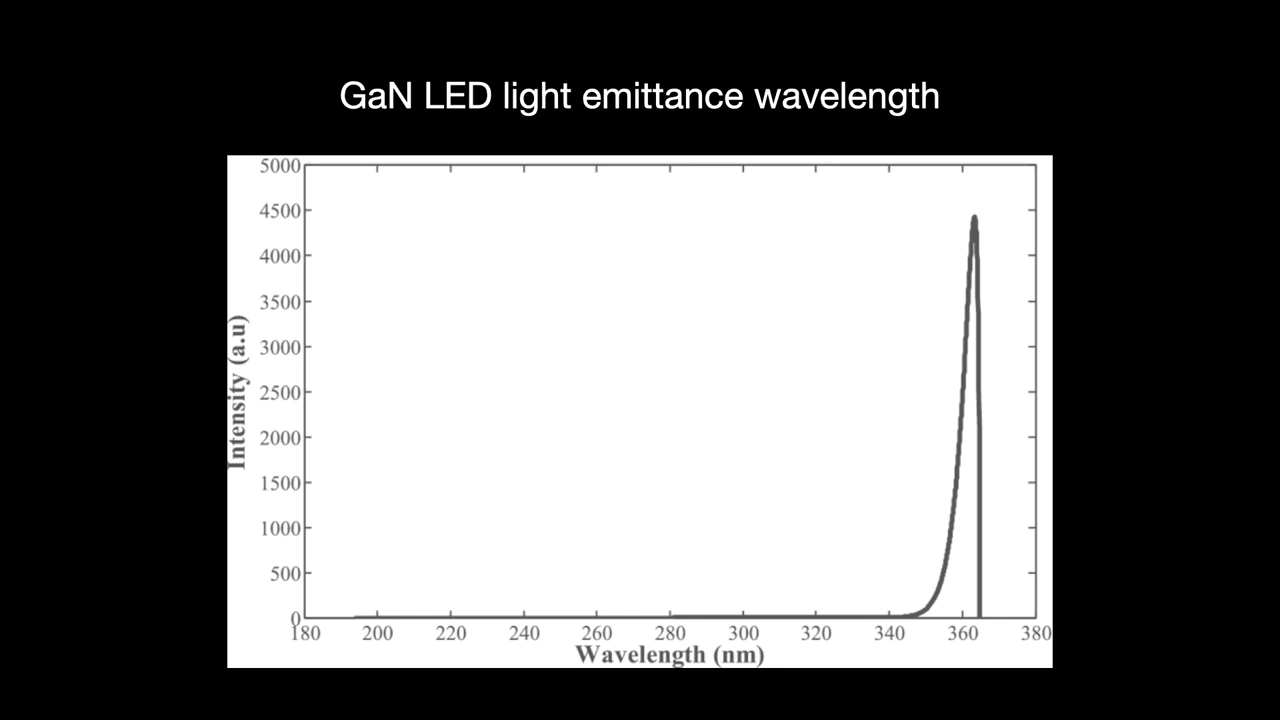 GaN LED light emittance wavelength
5000
4500
4000
3500
3000
2500
2000
1500
1000
500
0
Intensity (a.u)
180 200 220 240 260 280 300 320 340 360 380
Wavelength (nm)